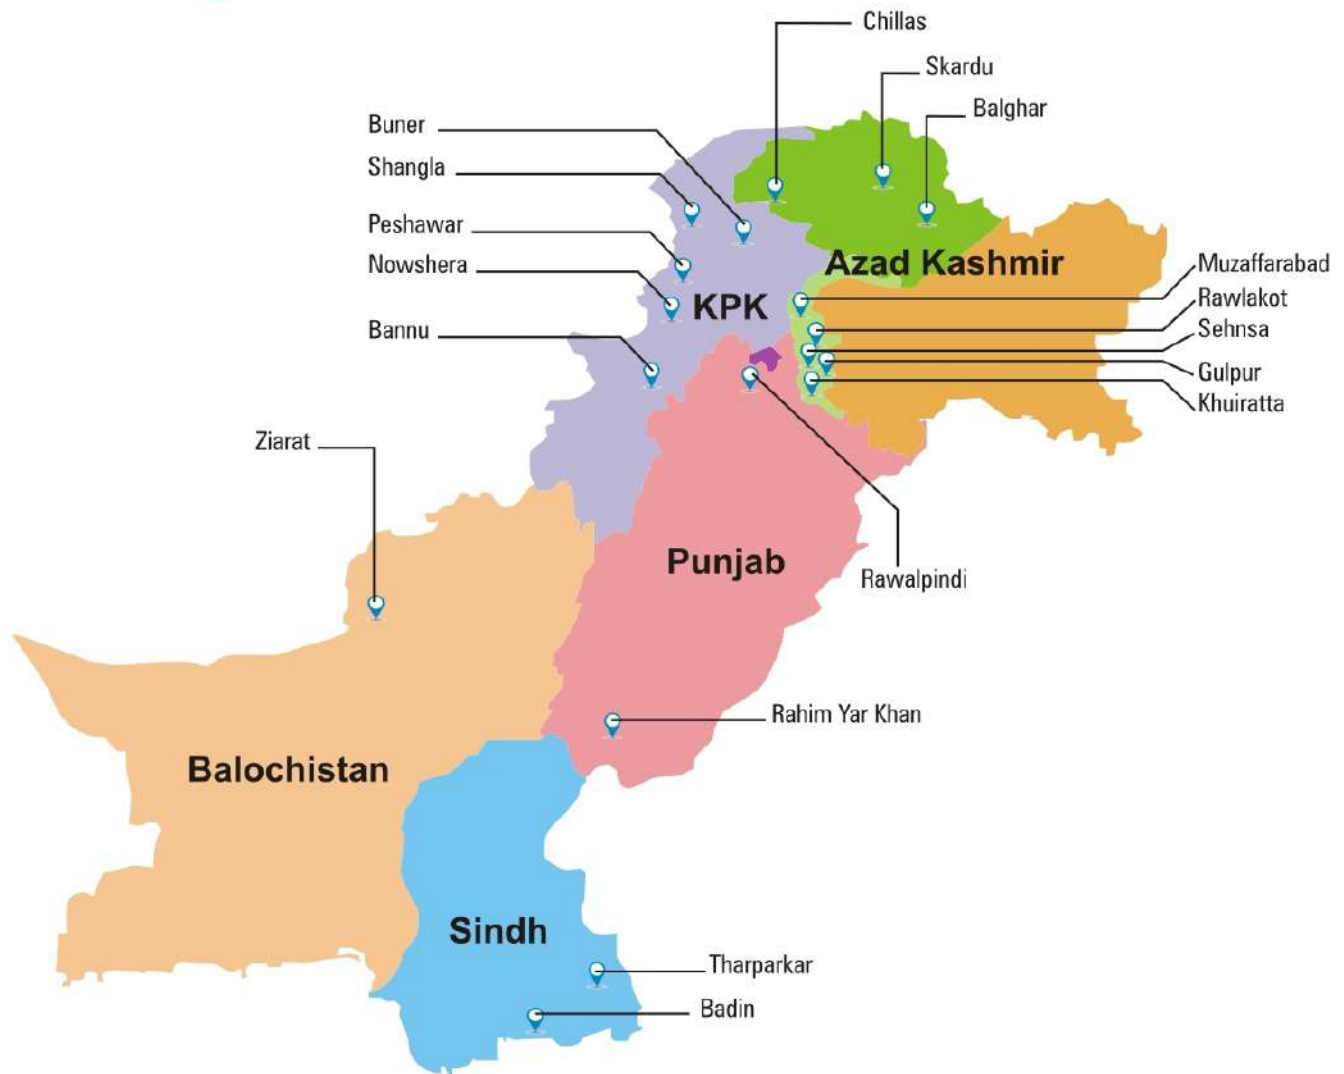 Chillas
Skardu
Balghar
Buner
Shangla
Peshawar
Nowshera
Bannu
Azad Kashmir
KPK
Muzaffarabad
Rawlakot
Sehnsa
Gulpur
Khuiratta
Ziarat
Punjab
Rawalpindi
Rahim Yar Khan
Balochistan
Sindh
Tharparkar
Badin